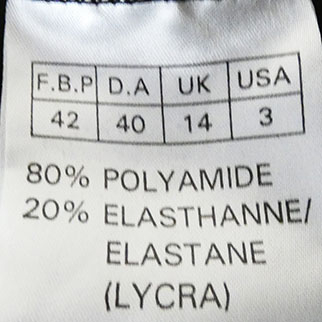 F.B.P D.A UK USA
42 40 14 3
80% POLYAMIDE
20% ELASTHANNE/
ELASTANE
(LYCRA)